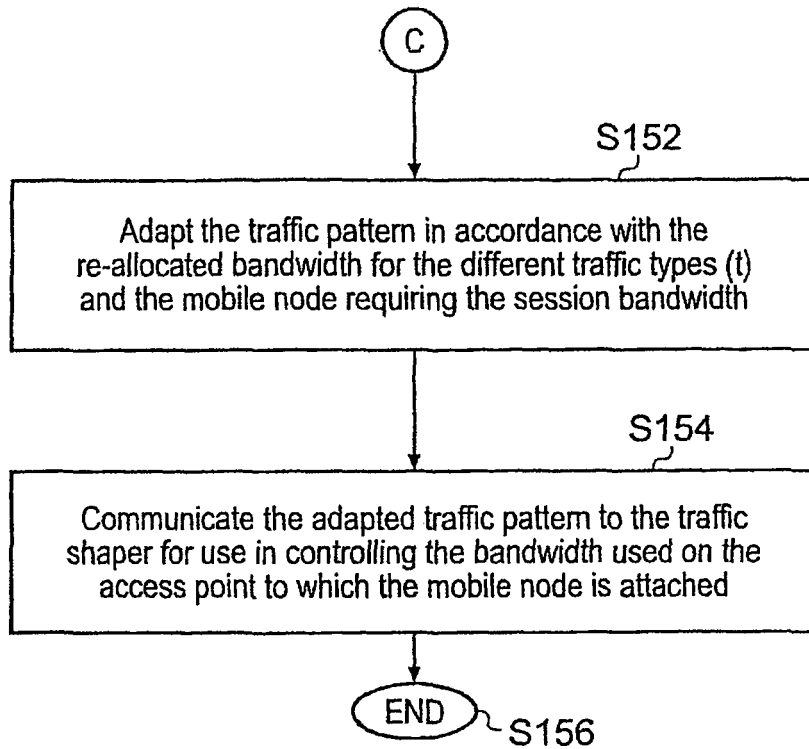 C
S152
Adapt the traffic pattern in accordance with the
re-allocated bandwidth for the different traffic types (t)
and the mobile node requiring the session bandwidth
S154
Communicate the adapted traffic pattern to the traffic
shaper for use in controlling the bandwidth used on the
access point to which the mobile node is attached
END
S156